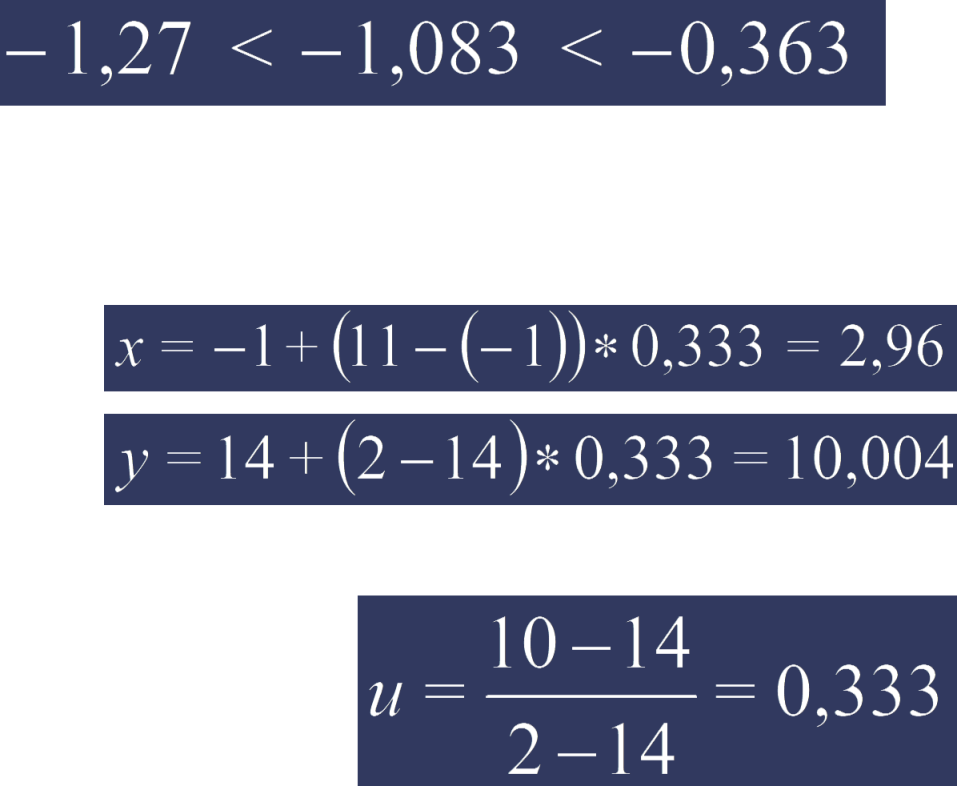 −1,27 < −1,083 < −0,363
x = −1 + (11 − (−1)) * 0,333 = 2,96
y = 14 + (2 − 14) * 0,333 = 10,004
u = \frac{10 − 14}{2 − 14} = 0,333